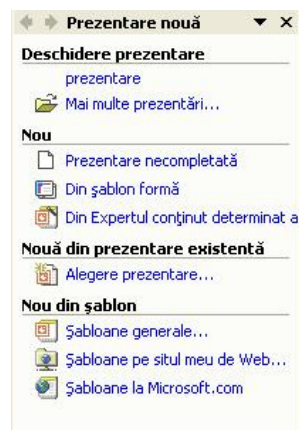 Prezentare nouă
Deschidere prezentare
prezentare
Mai multe prezentări...
Nou
Prezentare necompletată
Din şablon formă
Din Expertul conţinut determinat a
Nouă din prezentare existentă
Alegere prezentare...
Nou din şablon
Şabloane generale...
Şabloane pe situl meu de Web...
Şabloane la Microsoft.com